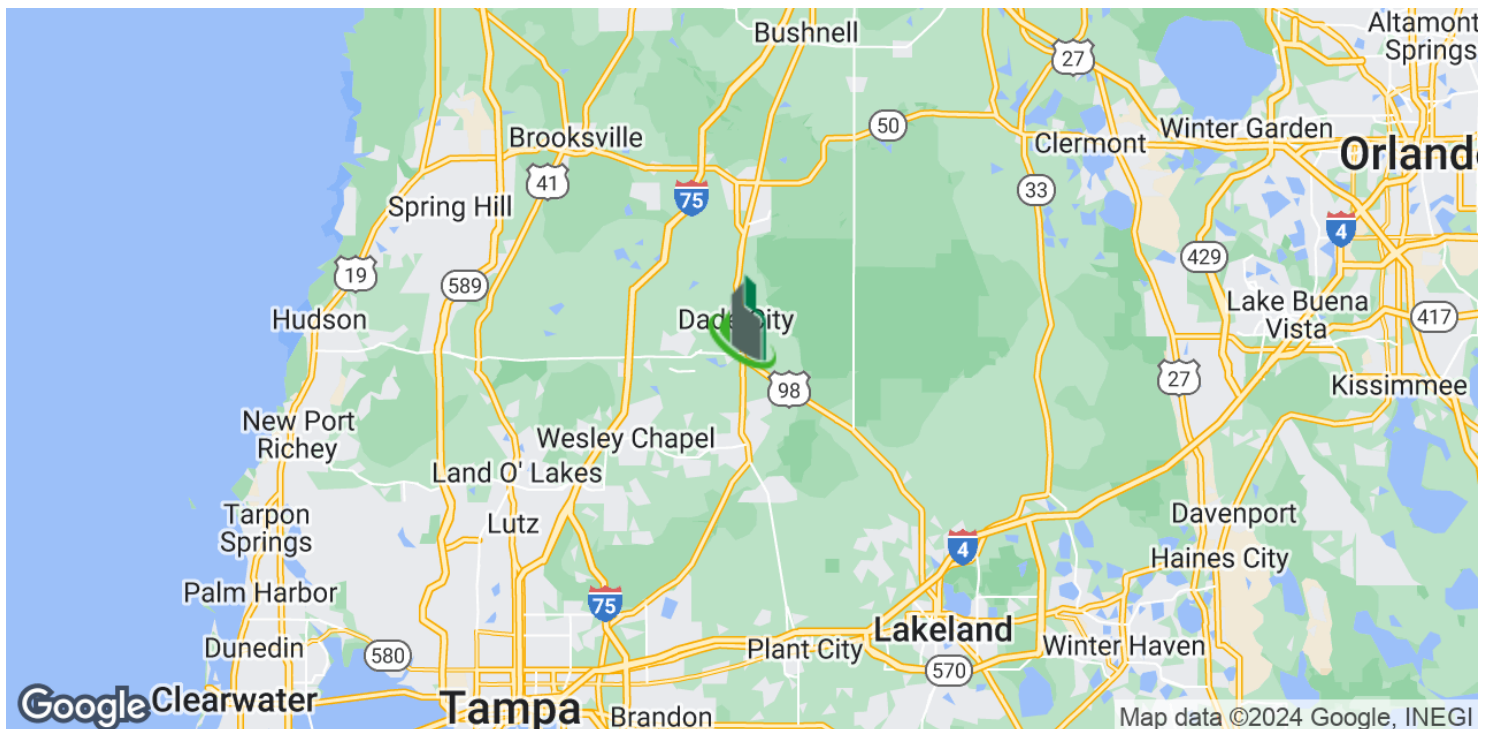 Bushnell
Altamont
Springs
27
50
Brooksville
Clermont
Winter Garden
Orland
41
75
33
Spring Hill
4
19
589
429
Hudson
Dade City
Lake Buena
Vista
417
98
27
Kissimmee
New Port
Richey
Wesley Chapel
Land O' Lakes
Tarpon
Springs
Lutz
Davenport
4
Haines City
Palm Harbor
75
Dunedin
580
Plant City
Lakeland
Winter Haven
570
Google
Clearwater
Tampa
Brandon
Map data ©2024 Google, INEGI